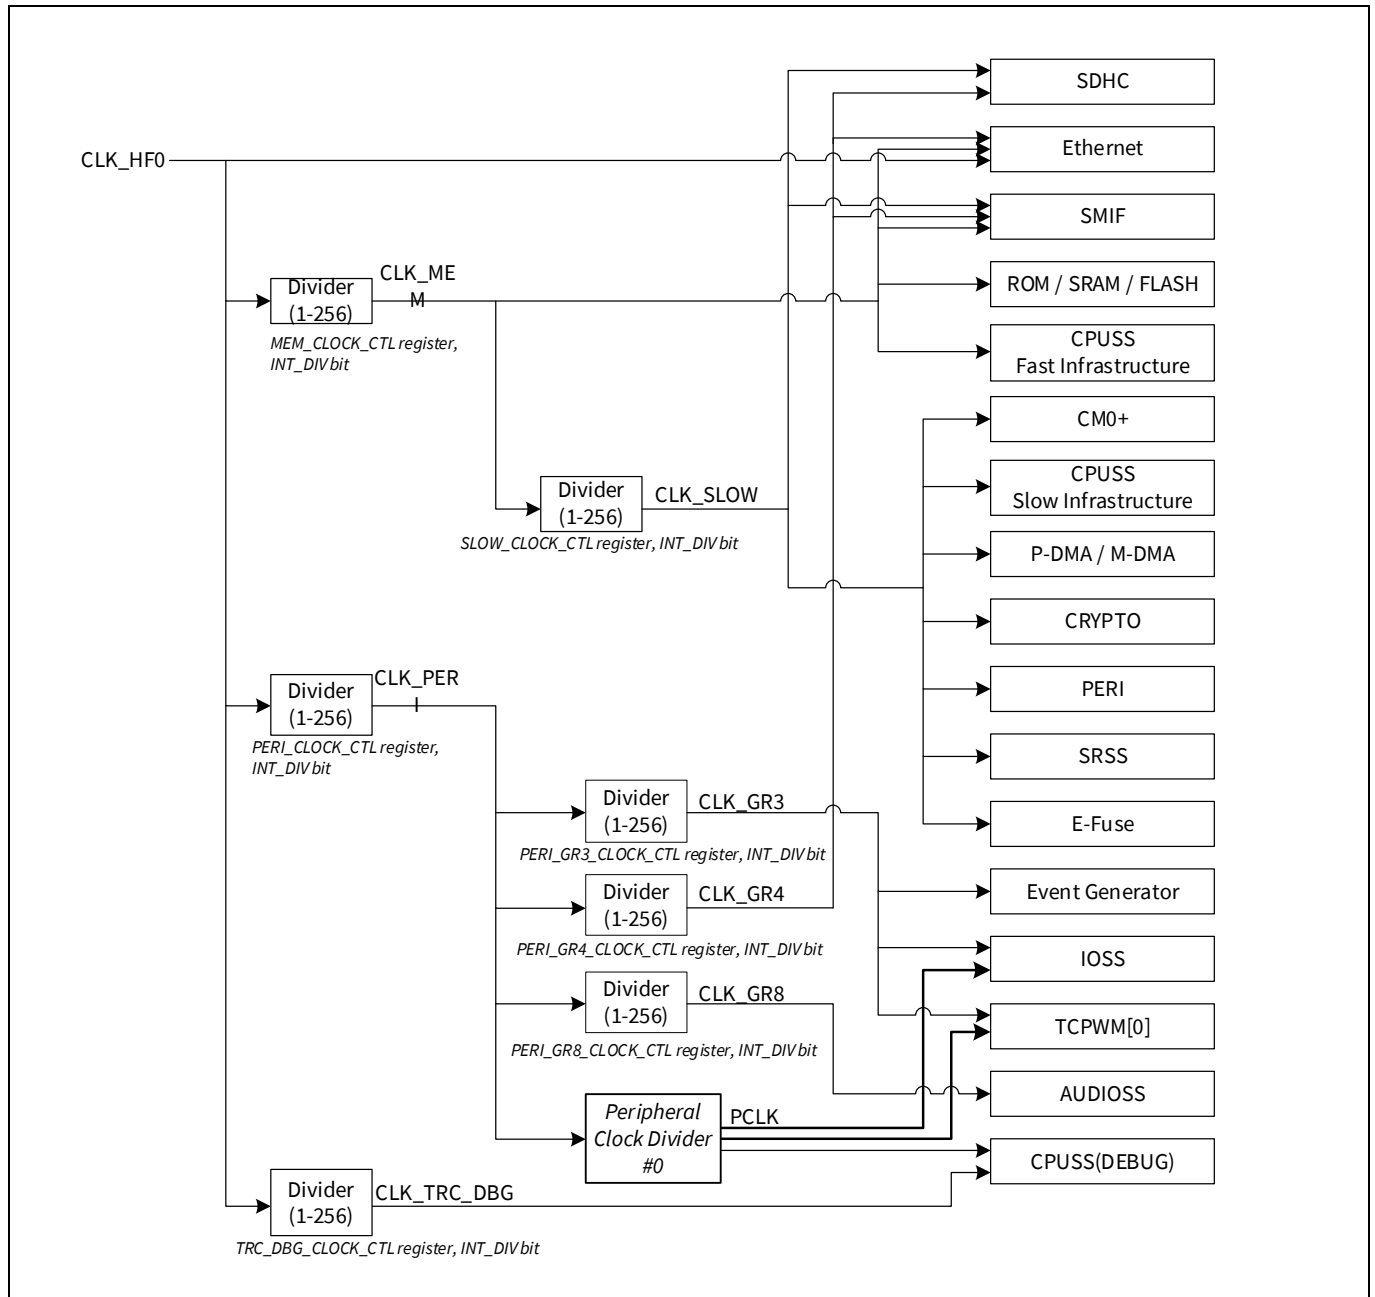 SDHC
CLK_HF0
Ethernet
SMIF
CLK_ME
M
Divider
(1-256)
ROM / SRAM / FLASH
MEM_CLOCK_CTL register,
INT_DIV bit
CPUSS
Fast Infrastructure
CM0+
Divider
(1-256)
CLK_SLOW
CPUSS
Slow Infrastructure
SLOW_CLOCK_CTL register, INT_DIV bit
P-DMA / M-DMA
CRYPTO
CLK_PER
I
Divider
(1-256)
PERI
PERI_CLOCK_CTL register,
INT_DIV bit
SRSS
Divider
(1-256)
CLK_GR3
E-Fuse
PERI_GR3_CLOCK_CTL register, INT_DIV bit
Divider
(1-256)
CLK_GR4
Event Generator
PERI_GR4_CLOCK_CTL register, INT_DIV bit
IOSS
Divider
(1-256)
CLK_GR8
TCPWM[0]
PERI_GR8_CLOCK_CTL register, INT_DIV bit
AUDIOSS
Peripheral
Clock Divider
#0
PCLK
CPUSS(DEBUG)
Divider
(1-256)
CLK_TRC_DBG
TRC_DBG_CLOCK_CTL register, INT_DIV bit